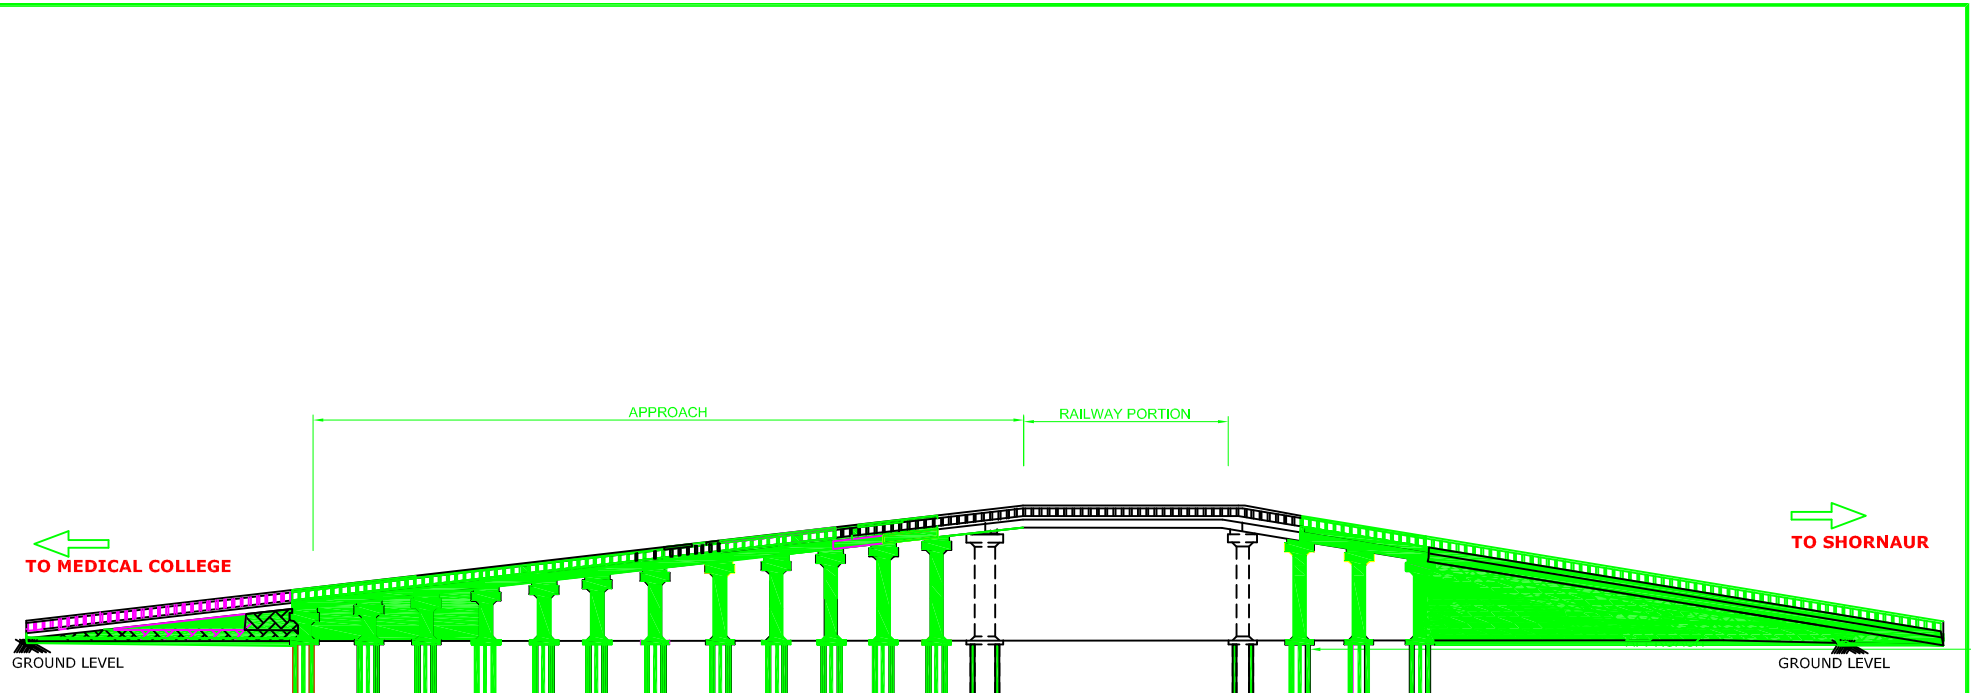 APPROACH
RAILWAY PORTION
TO MEDICAL COLLEGE
TO SHORNAUR
GROUND LEVEL
GROUND LEVEL